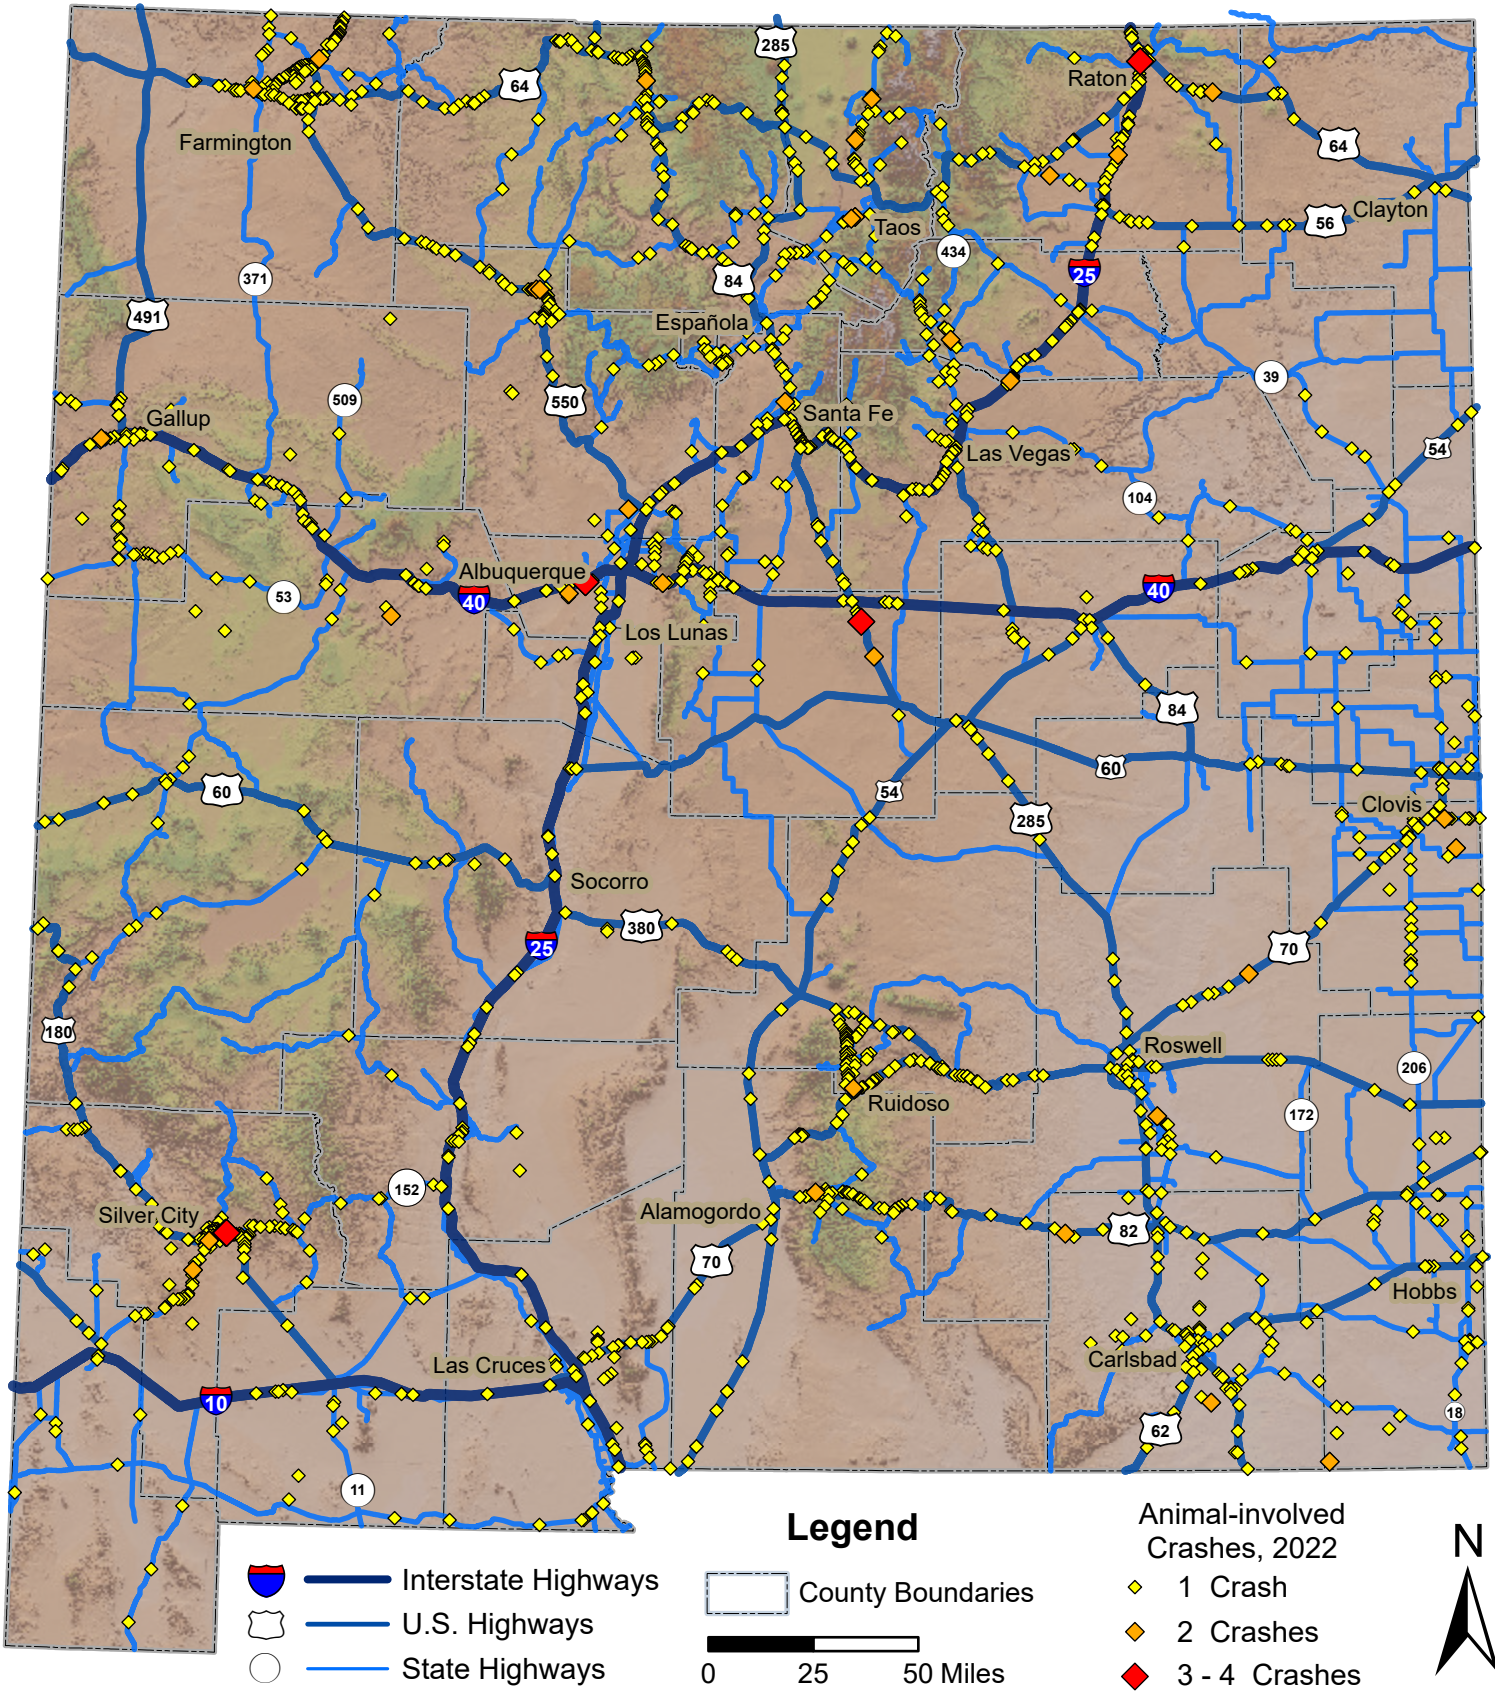 285
Raton
64
Farmington
64
Clayton
56
Taos
434
371
84
25
491
Española
39
509
550
Santa Fe
Gallup
54
Las Vegas
104
Albuquerque
40
40
53
Los Lunas
84
60
60
54
Clovis
285
Socorro
380
25
70
180
Roswell
206
Ruidoso
172
152
Silver City
Alamogordo
82
70
Hobbs
Las Cruces
Carlsbad
10
18
62
11
Legend
Interstate Highways
U.S. Highways
State Highways
County Boundaries
0 25 50 Miles
Animal-involved
Crashes, 2022
1 Crash
2 Crashes
3 - 4 Crashes
N